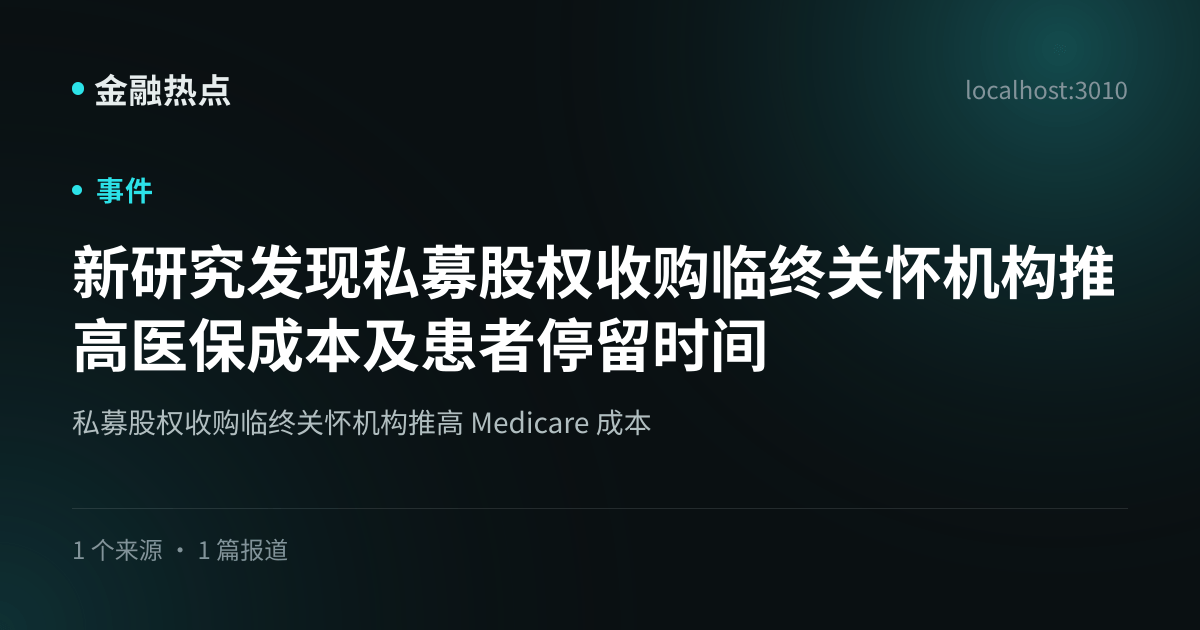 金融热点
localhost:3010
事件
新研究发现私募股权收购临终关怀机构推
高医保成本及患者停留时间
私募股权收购临终关怀机构推高 Medicare 成本
1 个来源 · 1 篇报道